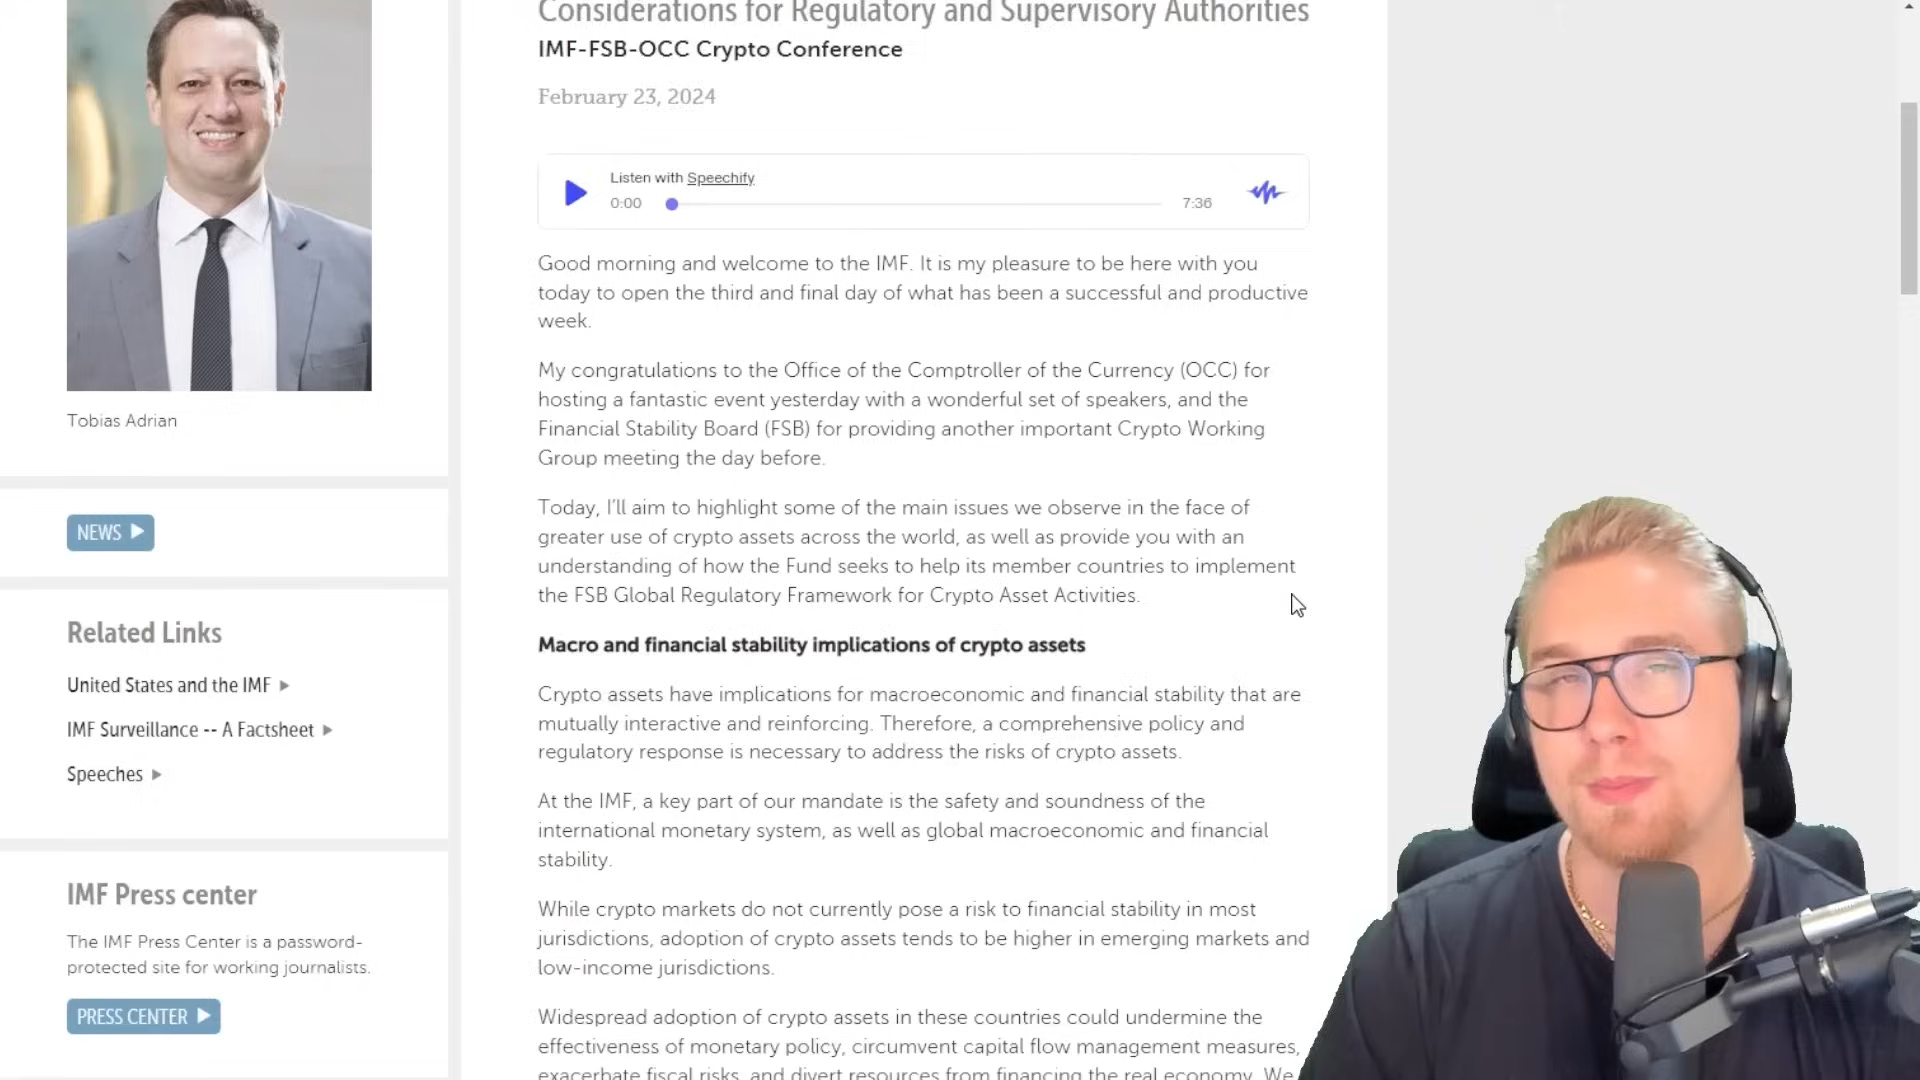 Considerations for Regulatory and Supervisory Authorities
IMF-FSB-OCC Crypto Conference
February 23, 2024
Listen with Speechify
0:00
7:36
Good morning and welcome to the IMF. It is my pleasure to be here with you
today to open the third and final day of what has been a successful and productive
week.
My congratulations to the Office of the Comptroller of the Currency (OCC) for
hosting a fantastic event yesterday with a wonderful set of speakers, and the
Financial Stability Board (FSB) for providing another important Crypto Working
Group meeting the day before.
Today, I’ll aim to highlight some of the main issues we observe in the face of
greater use of crypto assets across the world, as well as provide you with an
understanding of how the Fund seeks to help its member countries to implement
the FSB Global Regulatory Framework for Crypto Asset Activities.
Macro and financial stability implications of crypto assets
Crypto assets have implications for macroeconomic and financial stability that are
mutually interactive and reinforcing. Therefore, a comprehensive policy and
regulatory response is necessary to address the risks of crypto assets.
At the IMF, a key part of our mandate is the safety and soundness of the
international monetary system, as well as global macroeconomic and financial
stability.
While crypto markets do not currently pose a risk to financial stability in most
jurisdictions, adoption of crypto assets tends to be higher in emerging markets and
low-income jurisdictions.
Widespread adoption of crypto assets in these countries could undermine the
effectiveness of monetary policy, circumvent capital flow management measures,
exacerbate fiscal risks, and divert resources from financing the real economy. We
Tobias Adrian
NEWS
Related Links
United States and the IMF
IMF Surveillance -- A Factsheet
Speeches
IMF Press center
The IMF Press Center is a password-
protected site for working journalists.
PRESS CENTER